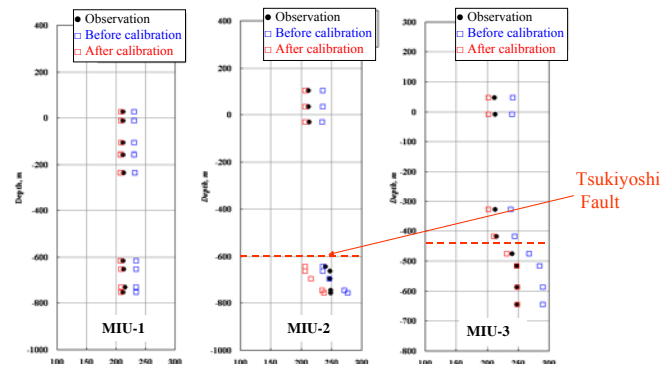 Observation
Before calibration
After calibration
Observation
Before calibration
After calibration
Observation
Before calibration
After calibration
400
200
0
-200
-400
-600
-800
-1000
Depth, m
100 150 200 250 300
MIU-1
400
200
0
-200
-400
-600
-800
-1000
Depth, m
100 150 200 250 300
MIU-2
300
200
100
0
-100
-200
-300
-400
-500
-600
-700
-800
Depth, m
100 150 200 250 300
MIU-3
Tsukiyoshi
Fault